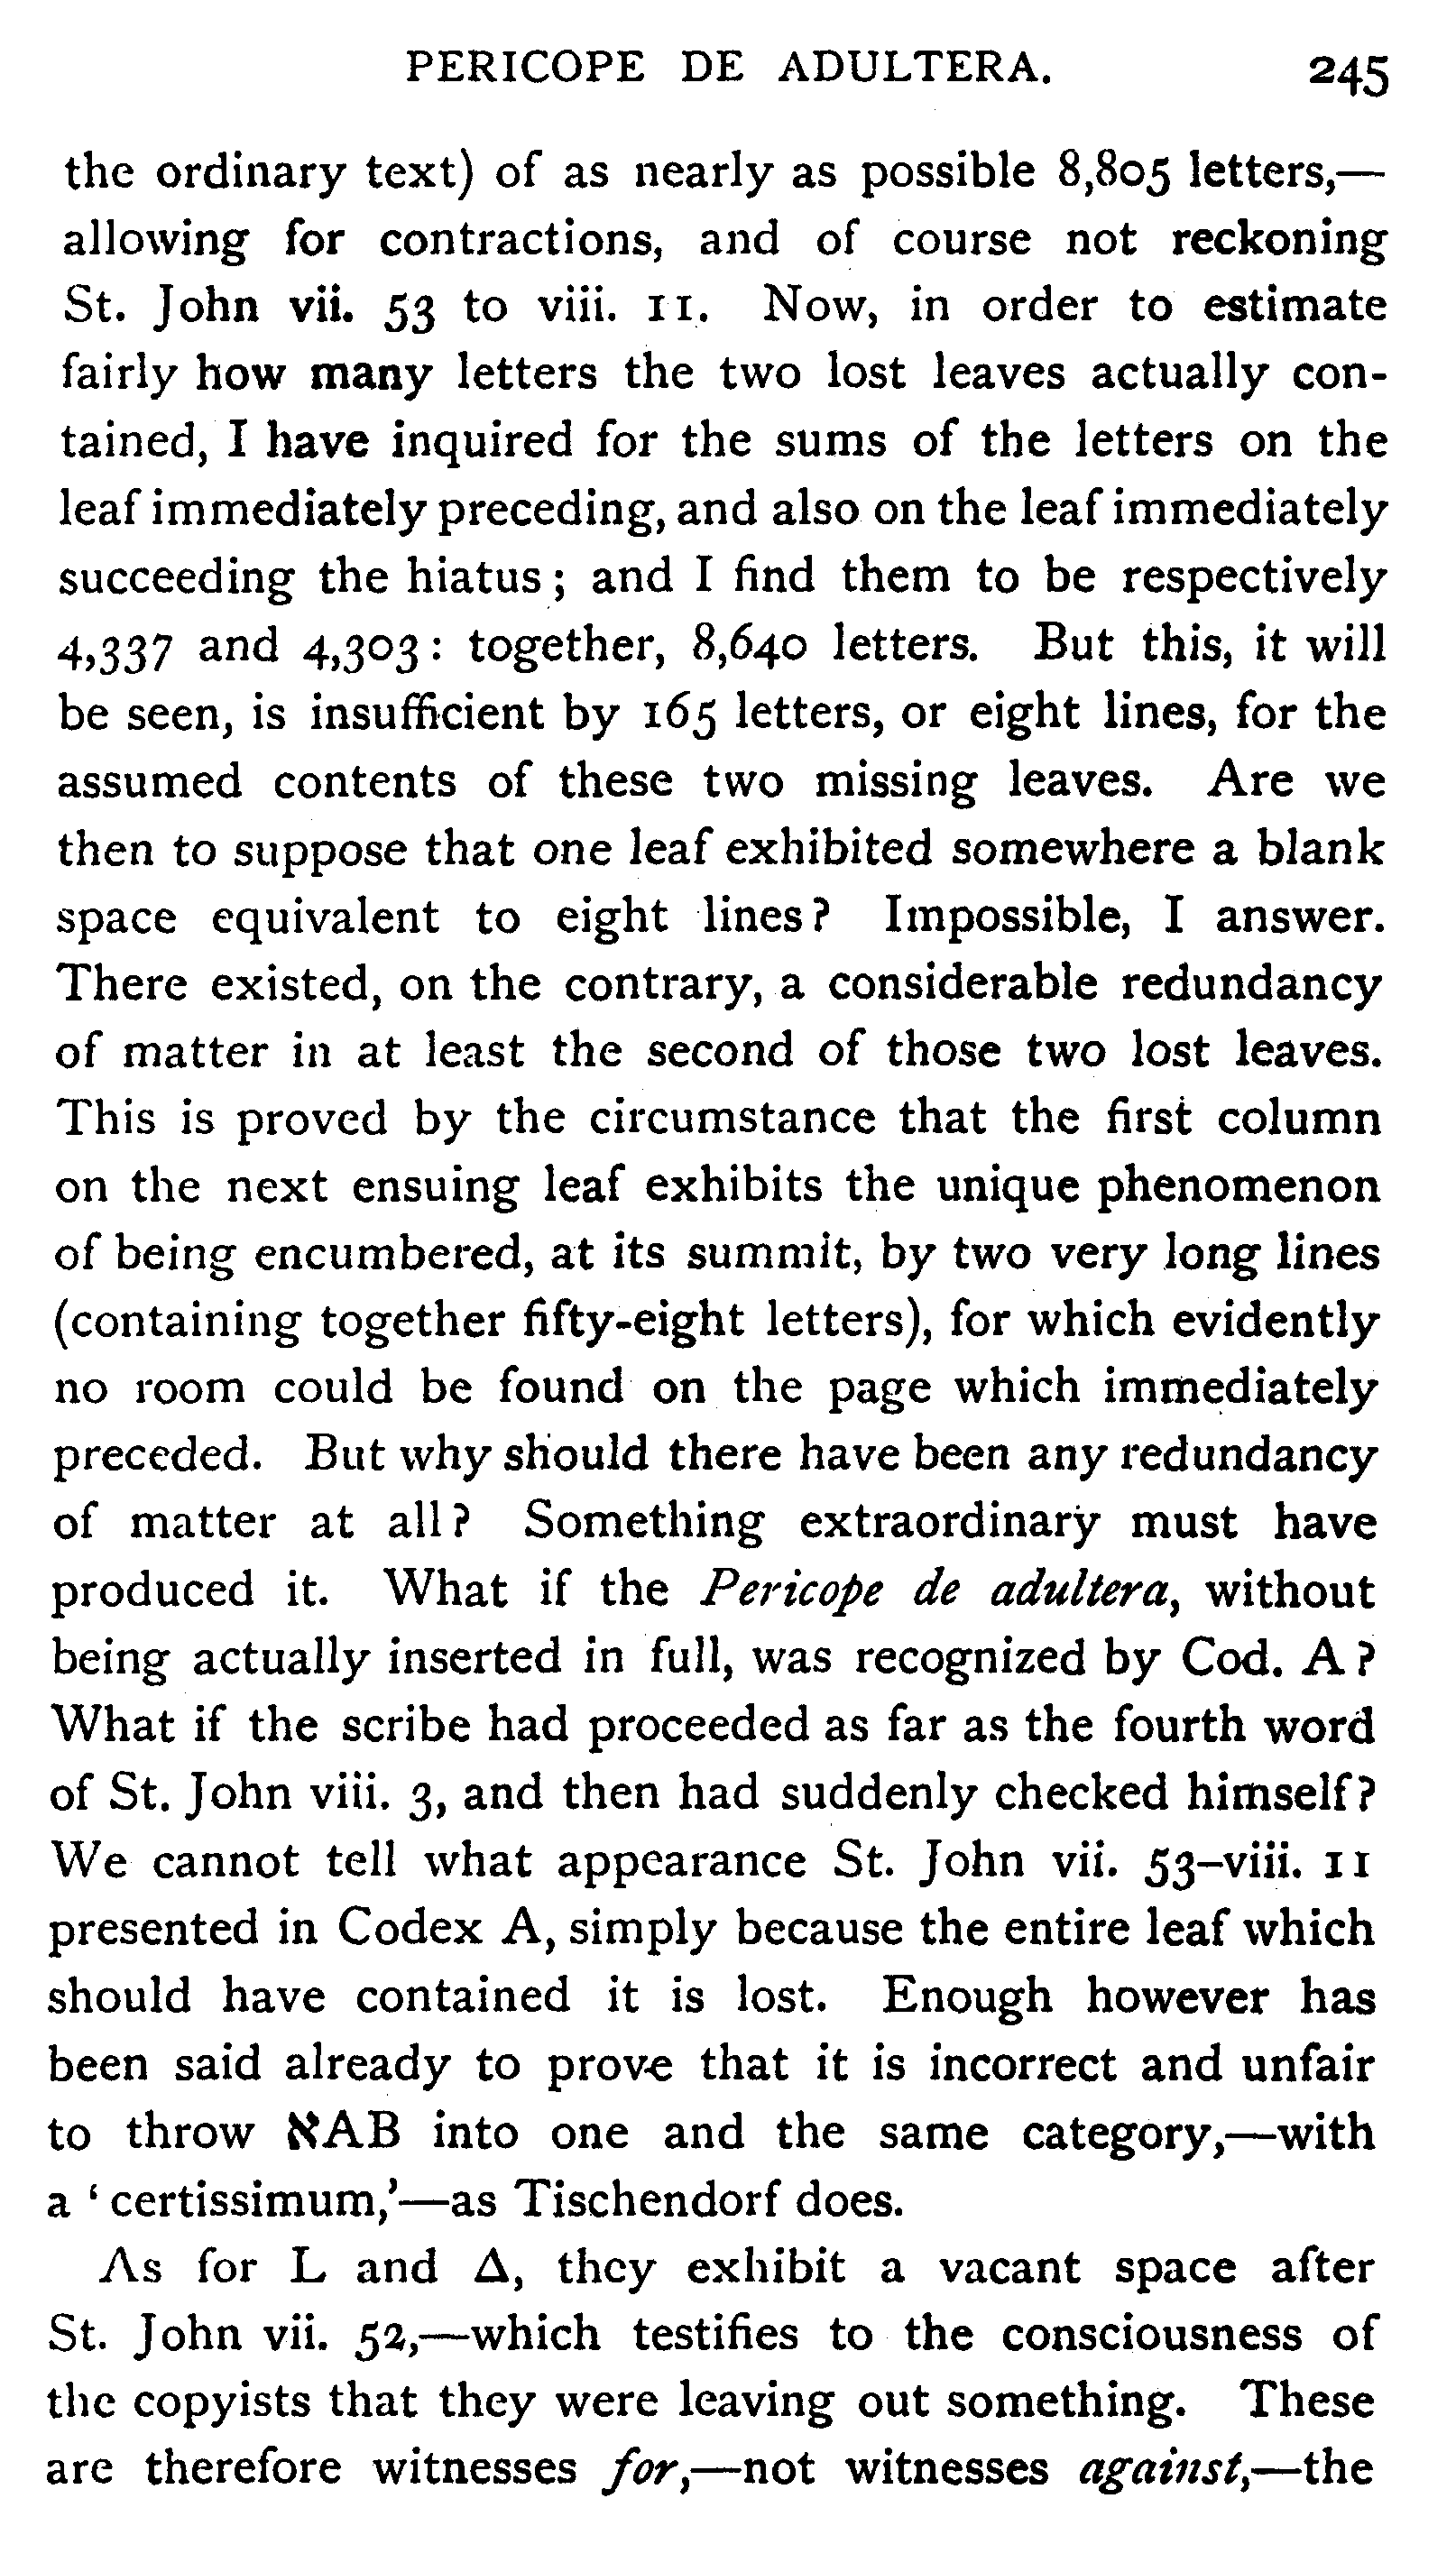 PERICOPE DE ADULTERA. 245
the ordinary text) of as nearly as possible 8,805 letters,—
allowing for contractions, and of course not reckoning
St. John vii. 53 to viii. 11. Now, in order to estimate
fairly how many letters the two lost leaves actually con-
tained, I have inquired for the sums of the letters on the
leaf immediately preceding, and also on the leaf immediately
succeeding the hiatus; and I find them to be respectively
4,337 and 4,303: together, 8,640 letters. But this, it will
be seen, is insufficient by 165 letters, or eight lines, for the
assumed contents of these two missing leaves. Are we
then to suppose that one leaf exhibited somewhere a blank
space equivalent to eight lines? Impossible, I answer.
There existed, on the contrary, a considerable redundancy
of matter in at least the second of those two lost leaves.
This is proved by the circumstance that the first column
on the next ensuing leaf exhibits the unique phenomenon
of being encumbered, at its summit, by two very long lines
(containing together fifty-eight letters), for which evidently
no room could be found on the page which immediately
preceded. But why should there have been any redundancy
of matter at all? Something extraordinary must have
produced it. What if the Pericope de adultera, without
being actually inserted in full, was recognized by Cod. A?
What if the scribe had proceeded as far as the fourth word
of St. John viii. 3, and then had suddenly checked himself?
We cannot tell what appearance St. John vii. 53–viii. 11
presented in Codex A, simply because the entire leaf which
should have contained it is lost. Enough however has
been said already to prove that it is incorrect and unfair
to throw אAB into one and the same category,—with
a ‘certissimum,’—as Tischendorf does.
As for L and Δ, they exhibit a vacant space after
St. John vii. 52,—which testifies to the consciousness of
the copyists that they were leaving out something. These
are therefore witnesses for,—not witnesses against,—the